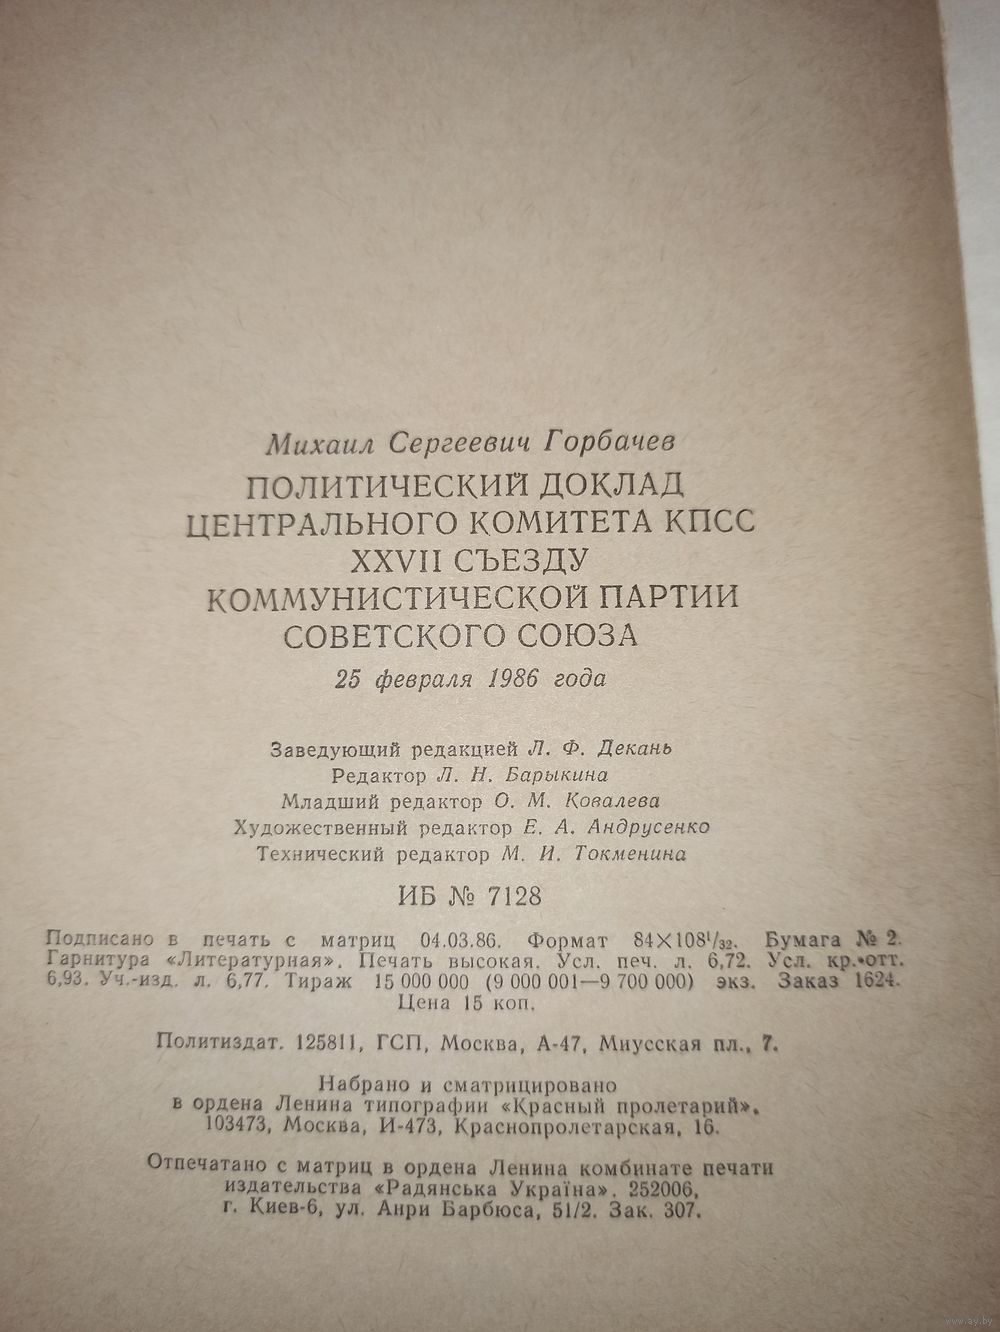 Михаил Сергеевич Горбачев
ПОЛИТИЧЕСКИЙ ДОКЛАД
ЦЕНТРАЛЬНОГО КОМИТЕТА КПСС
XXVII СЪЕЗДУ
КОММУНИСТИЧЕСКОЙ ПАРТИИ
СОВЕТСКОГО СОЮЗА
25 февраля 1986 года
Заведующий редакцией Л. Ф. Декань
Редактор Л. Н. Барыкина
Младший редактор О. М. Ковалева
Художественный редактор Е. А. Андрусенко
Технический редактор М. И. Токменина
ИБ № 7128
Подписано в печать с матриц 04.03.86. Формат 84×108¹/₃₂. Бумага № 2.
Гарнитура «Литературная». Печать высокая. Усл. печ. л. 6,72. Усл. кр.-отт.
6,93. Уч.-изд. л. 6,77. Тираж 15 000 000 (9 000 001—9 700 000) экз. Заказ 1624.
Цена 15 коп.
Политиздат. 125811, ГСП, Москва, А-47, Миусская пл., 7.
Набрано и сматрицировано
в ордена Ленина типографии «Красный пролетарий».
103473, Москва, И-473, Краснопролетарская, 16.
Отпечатано с матриц в ордена Ленина комбинате печати
издательства «Радянська Україна». 252006,
г. Киев-6, ул. Анри Барбюса, 51/2. Зак. 307.
www.ay.by